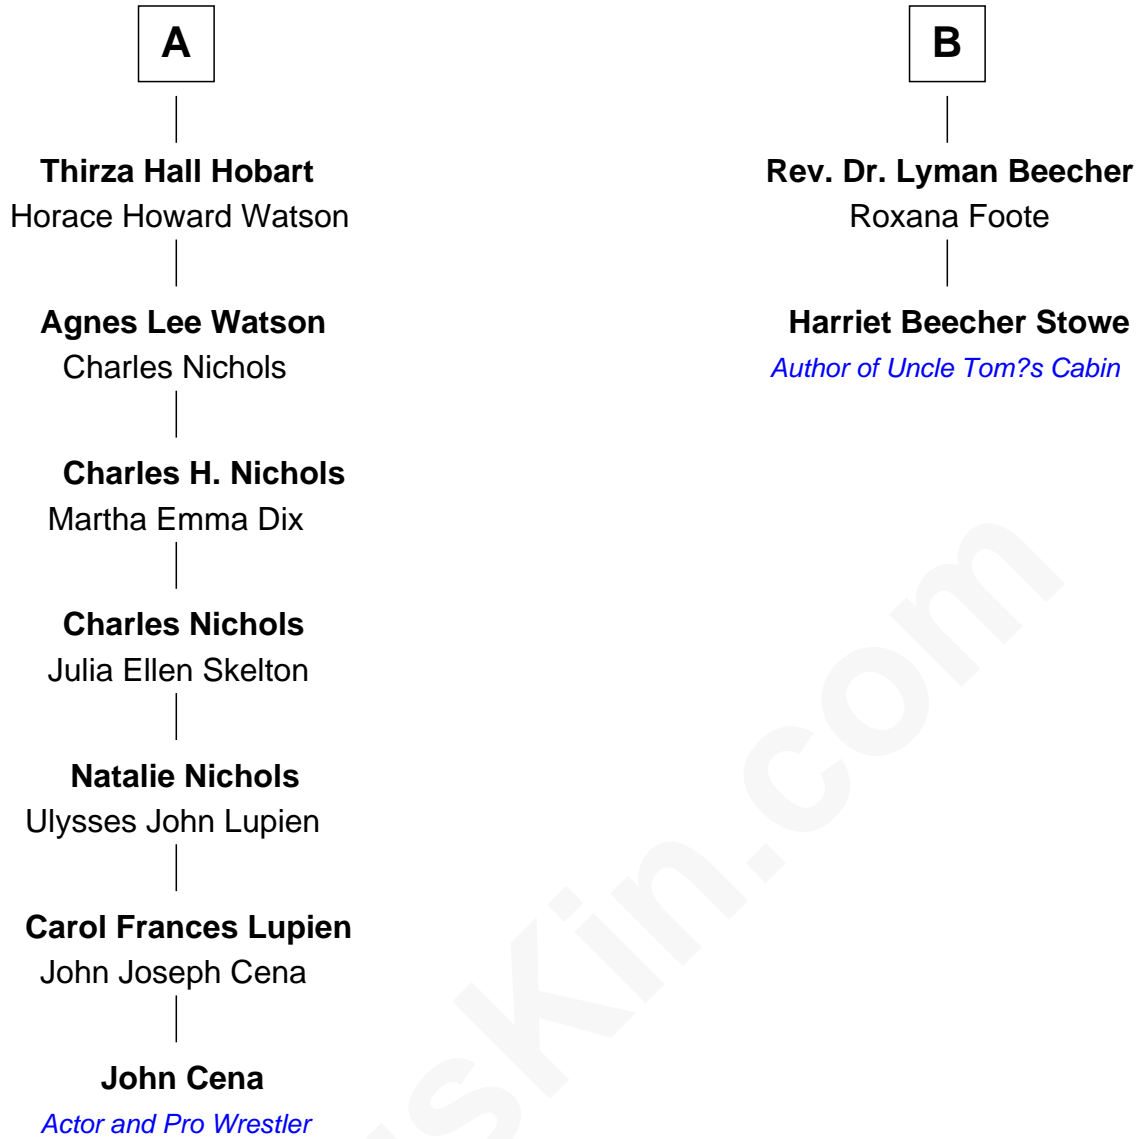 A
Thirza Hall Hobart
Horace Howard Watson
Agnes Lee Watson
Charles Nichols
Charles H. Nichols
Martha Emma Dix
Charles Nichols
Julia Ellen Skelton
Natalie Nichols
Ulysses John Lupien
Carol Frances Lupien
John Joseph Cena
John Cena
Actor and Pro Wrestler
B
Rev. Dr. Lyman Beecher
Roxana Foote
Harriet Beecher Stowe
Author of Uncle Tom?s Cabin
sKin.com